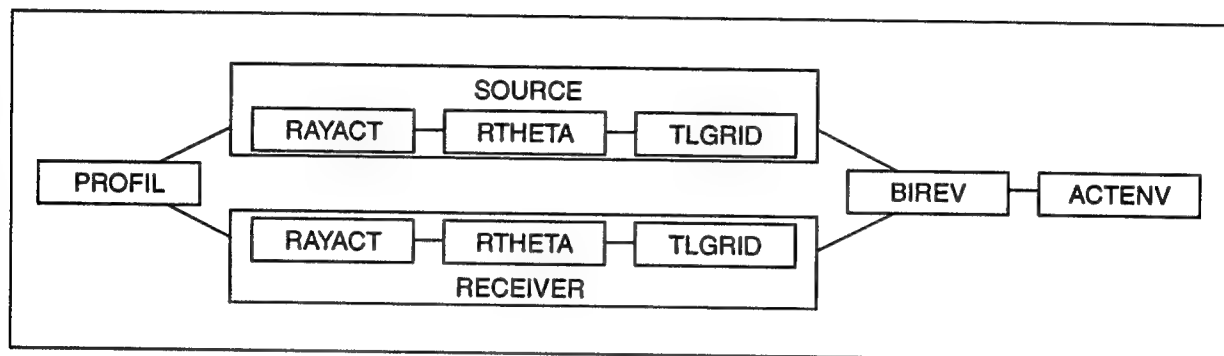 SOURCE
RAYACT RTHETA TLGRID
PROFIL
BIREV ACTENV
RAYACT RTHETA TLGRID
RECEIVER